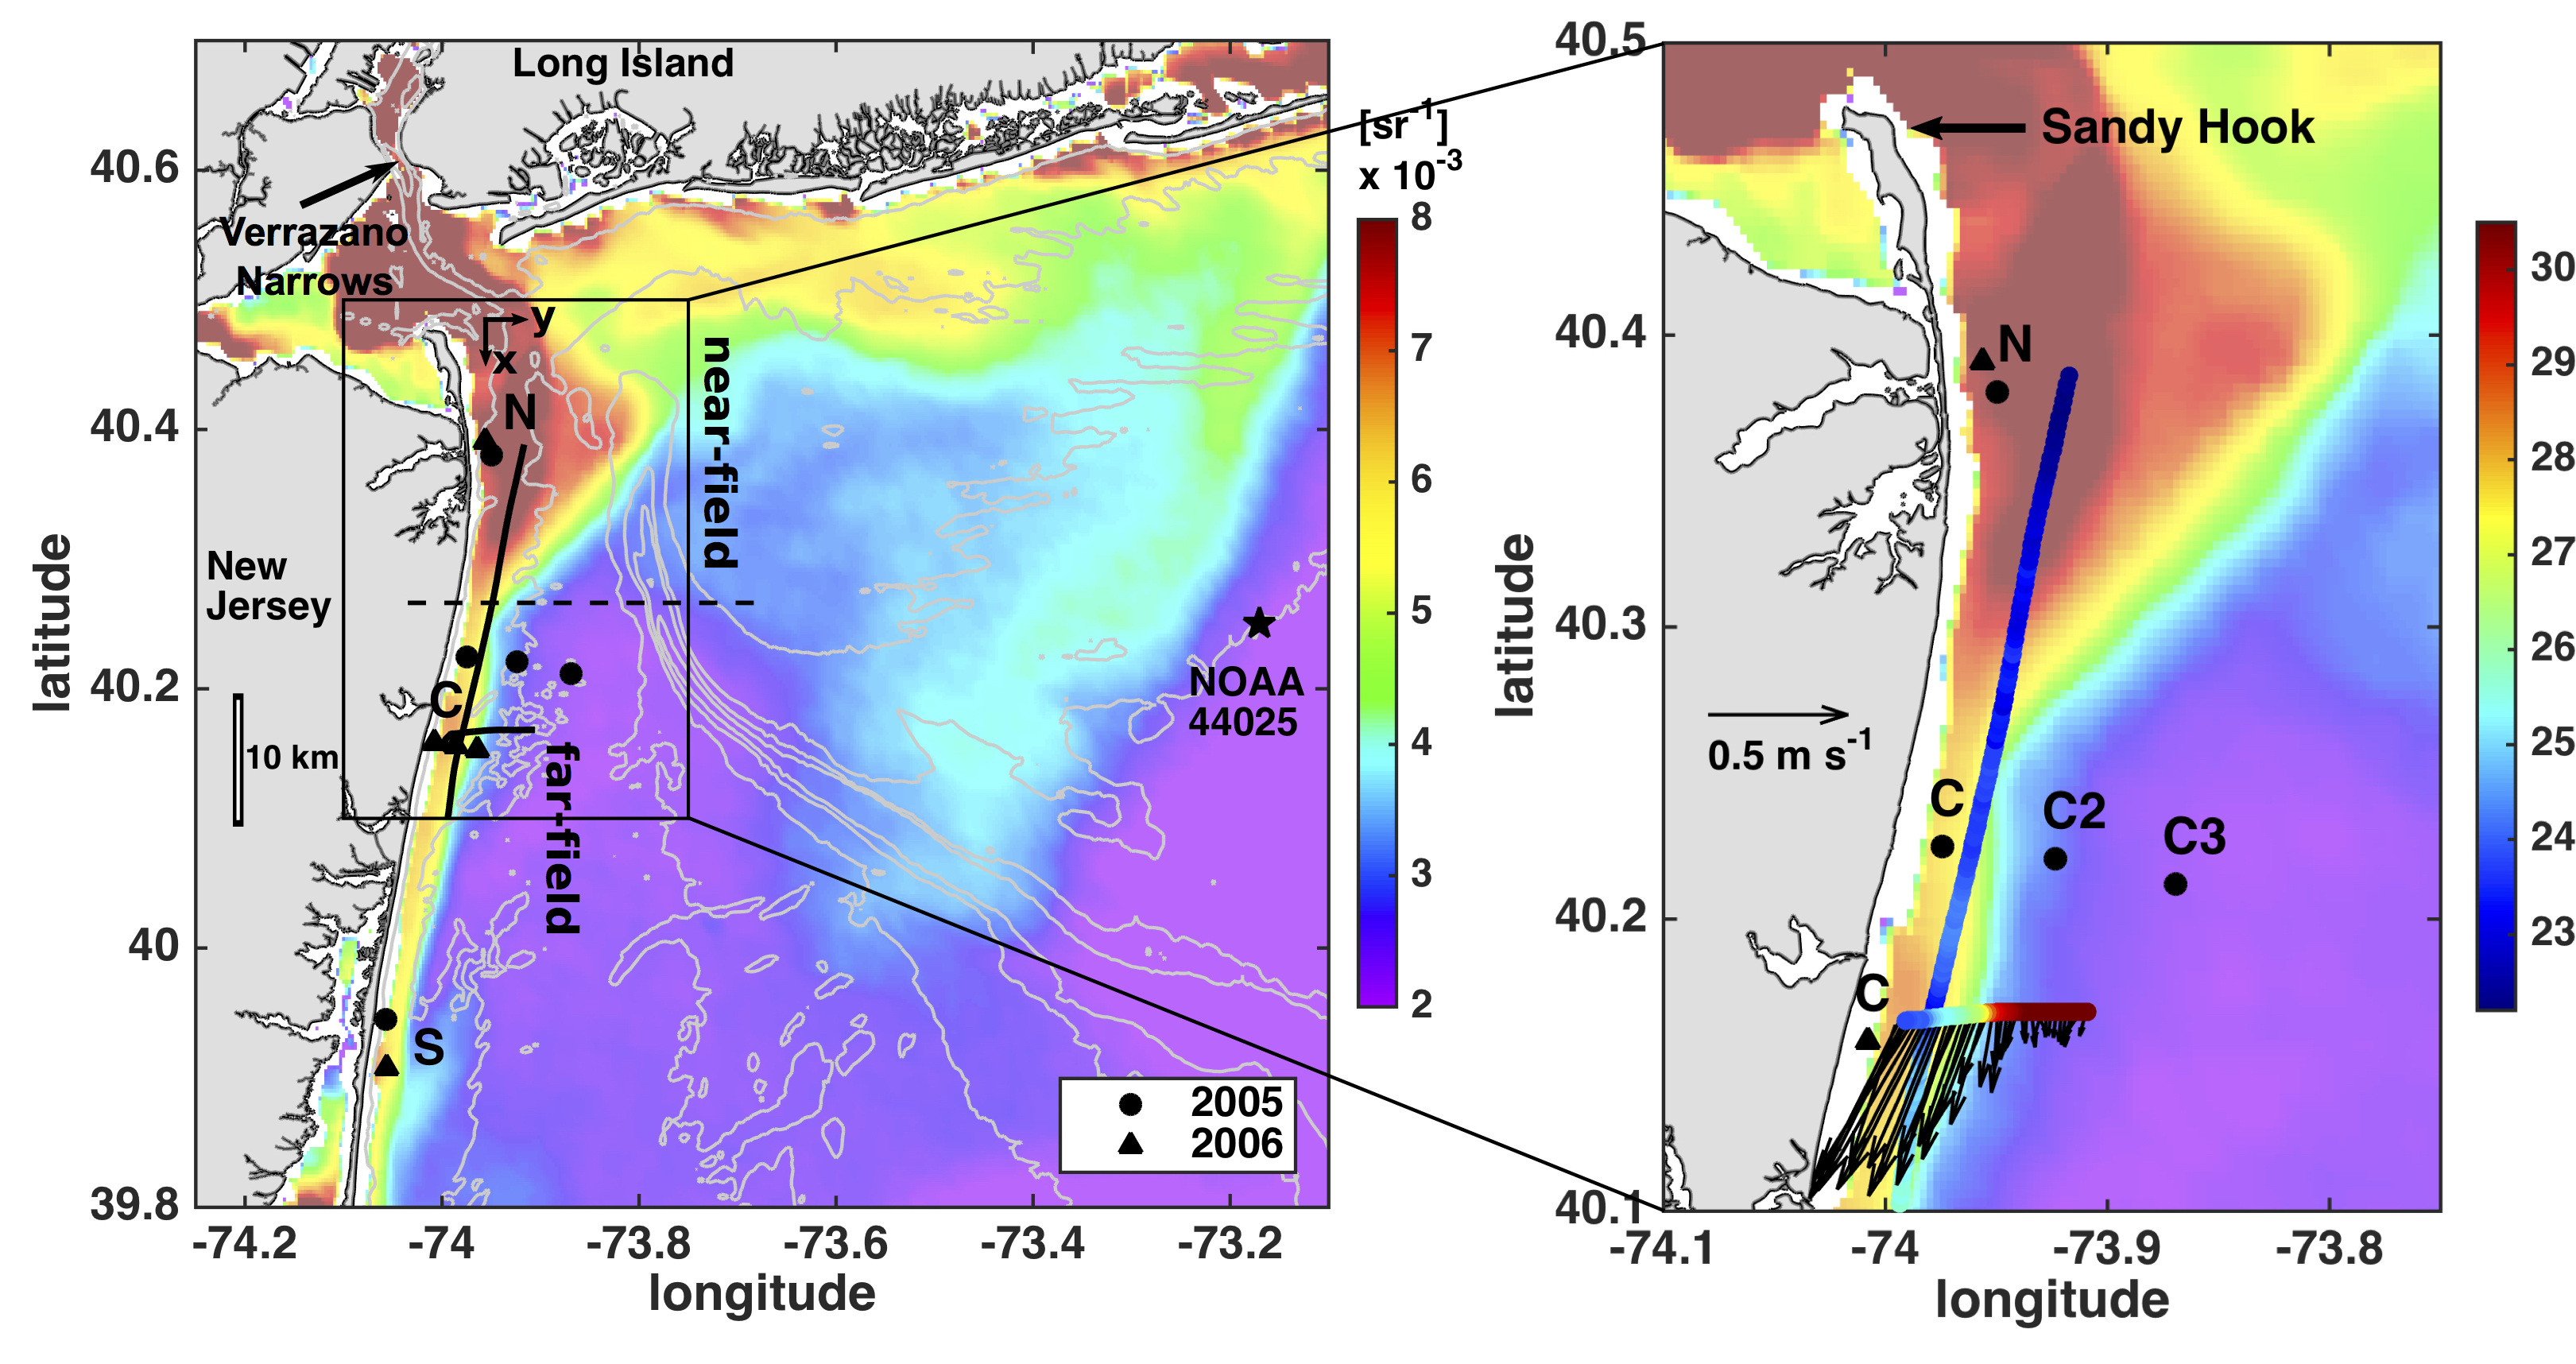 Long Island
[sr-1]
x 10-3
40.6
40.4
40.2
40
39.8
latitude
Verrazano
Narrows
y
x
N
near-field
New
Jersey
C
10 km
far-field
NOAA
44025
S
2005
2006
-74.2
-74
-73.8
-73.6
-73.4
-73.2
longitude
8
7
6
5
4
3
2
40.5
40.4
40.3
40.2
40.1
latitude
Sandy Hook
N
0.5 m s-1
C
C2
C3
C
-74.1
-74
-73.9
-73.8
longitude
30
29
28
27
26
25
24
23